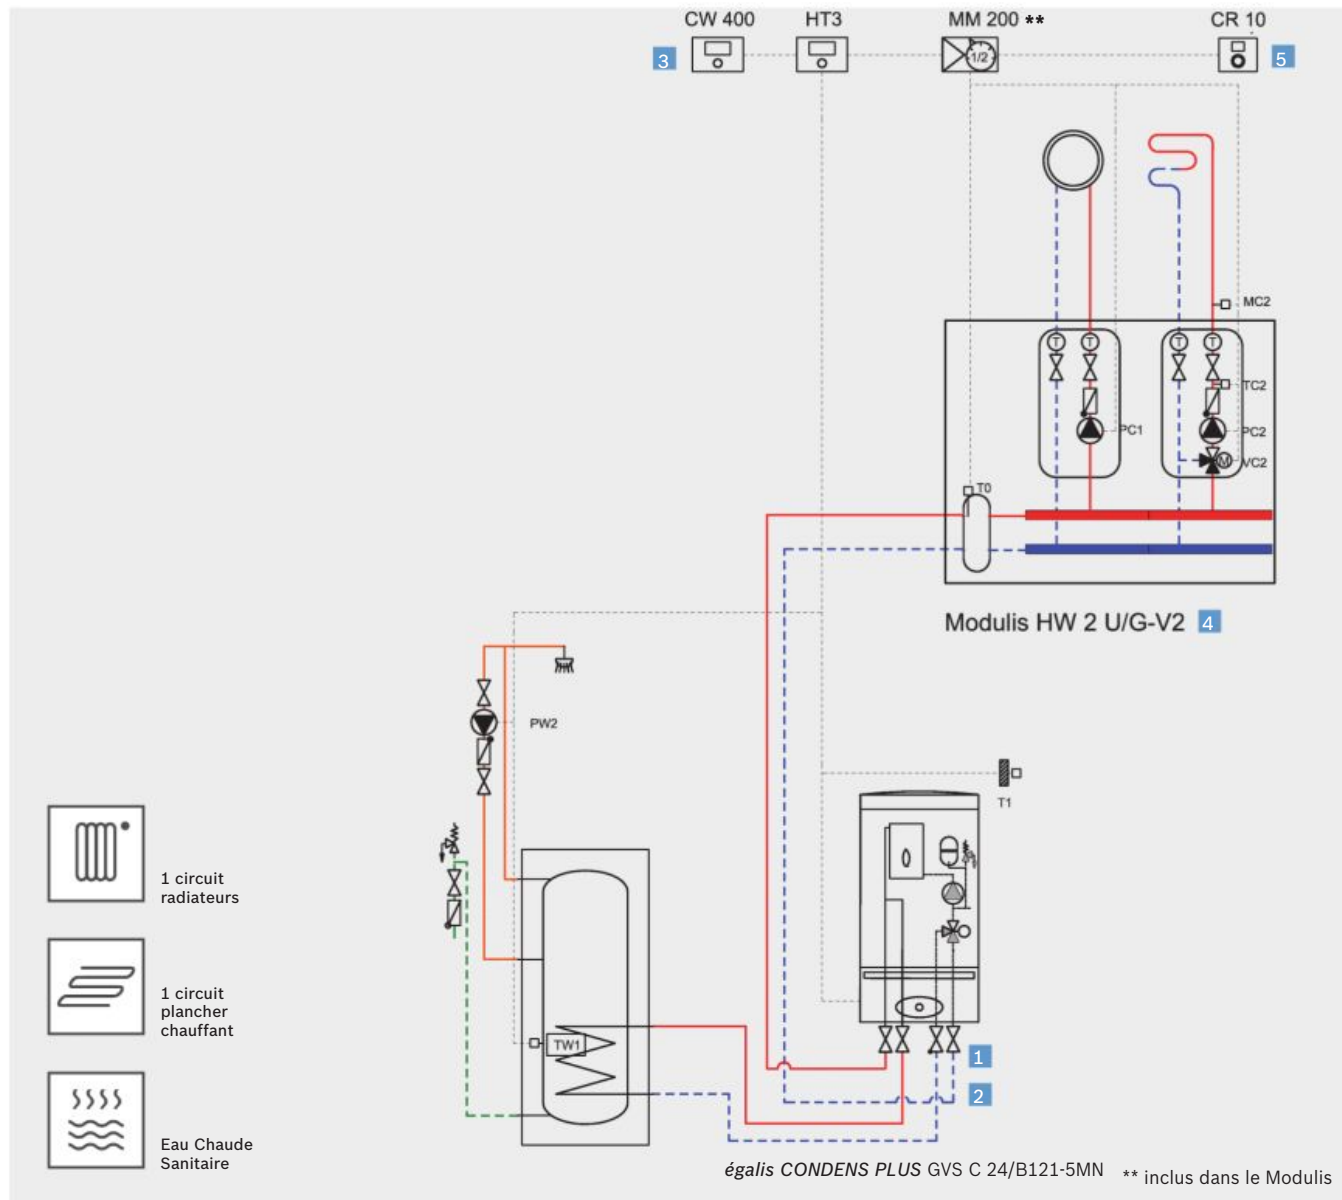 CW 400
HT3
MM 200 **
CR 10
3
1/2
5
MC2
T
T
T
T
TC2
PC1
PC2
M
VC2
T0
Modulis HW 2 U/G-V2 4
PW2
T1
1 circuit
radiateurs
1 circuit
plancher
chauffant
TW1
1
2
Eau Chaude
Sanitaire
égalis CONDENS PLUS GVS C 24/B121-5MN
** inclus dans le Modulis